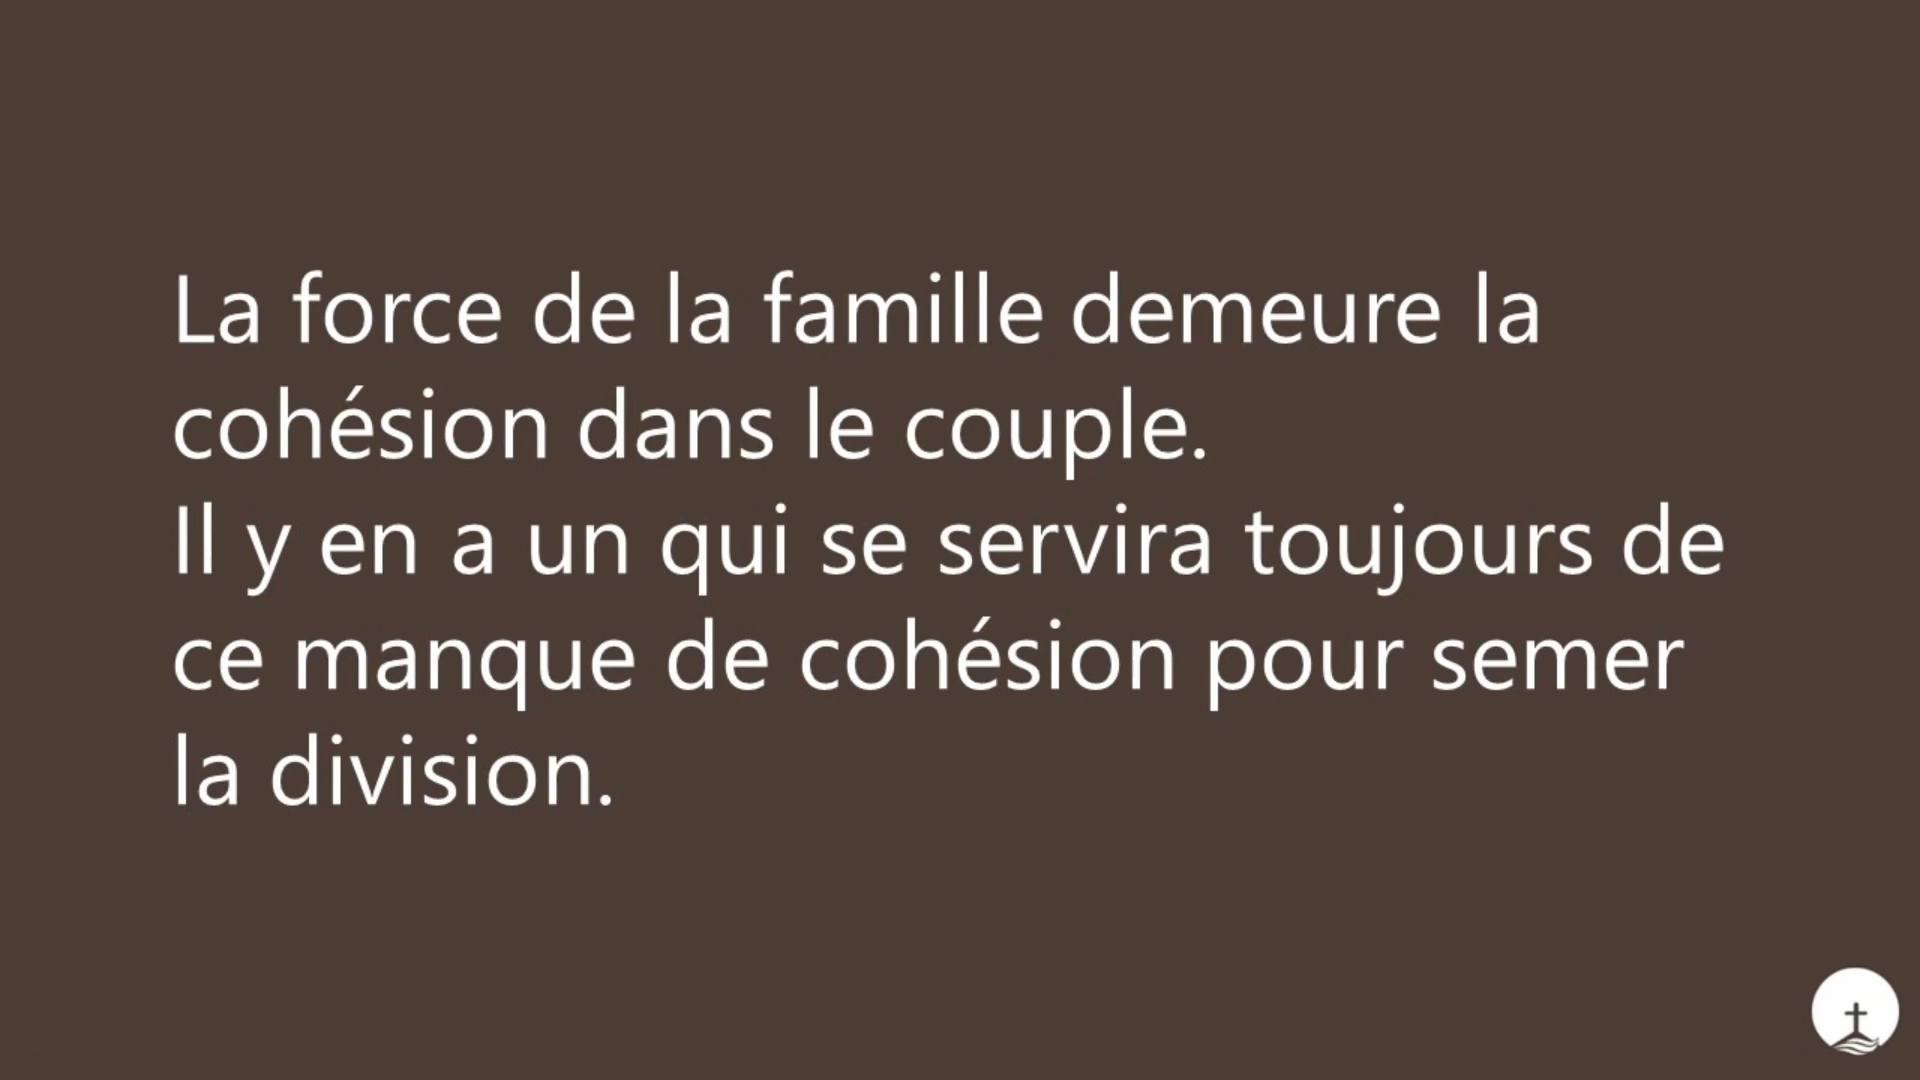 La force de la famille demeure la
cohésion dans le couple.
Il y en a un qui se servira toujours de
ce manque de cohésion pour semer
la division.